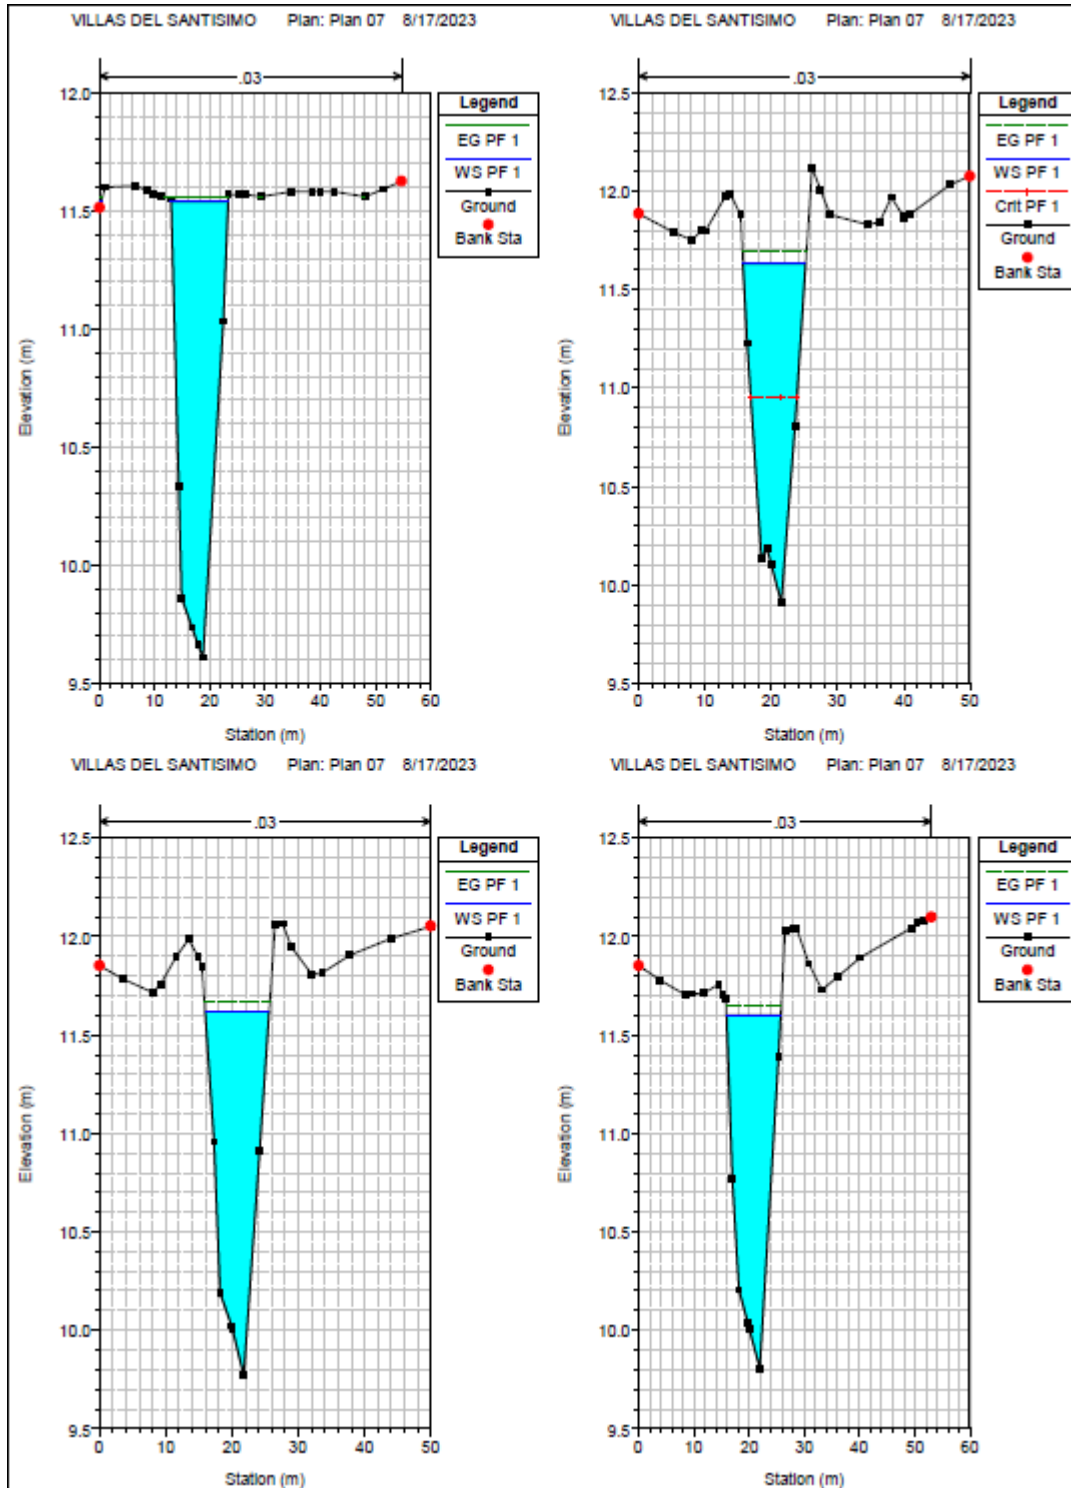 VILLAS DEL SANTISIMO Plan: Plan 07 8/17/2023
.03
Legend
EG PF 1
WS PF 1
Ground
Bank Sta
12.0
11.5
11.0
10.5
10.0
9.5
Elevation (m)
0 10 20 30 40 50 60
Station (m)
VILLAS DEL SANTISIMO Plan: Plan 07 8/17/2023
.03
Legend
EG PF 1
WS PF 1
Crit PF 1
Ground
Bank Sta
12.5
12.0
11.5
11.0
10.5
10.0
9.5
Elevation (m)
0 10 20 30 40 50
Station (m)
VILLAS DEL SANTISIMO Plan: Plan 07 8/17/2023
.03
Legend
EG PF 1
WS PF 1
Ground
Bank Sta
12.5
12.0
11.5
11.0
10.5
10.0
9.5
Elevation (m)
0 10 20 30 40 50
Station (m)
VILLAS DEL SANTISIMO Plan: Plan 07 8/17/2023
.03
Legend
EG PF 1
WS PF 1
Ground
Bank Sta
12.5
12.0
11.5
11.0
10.5
10.0
9.5
Elevation (m)
0 10 20 30 40 50 60
Station (m)